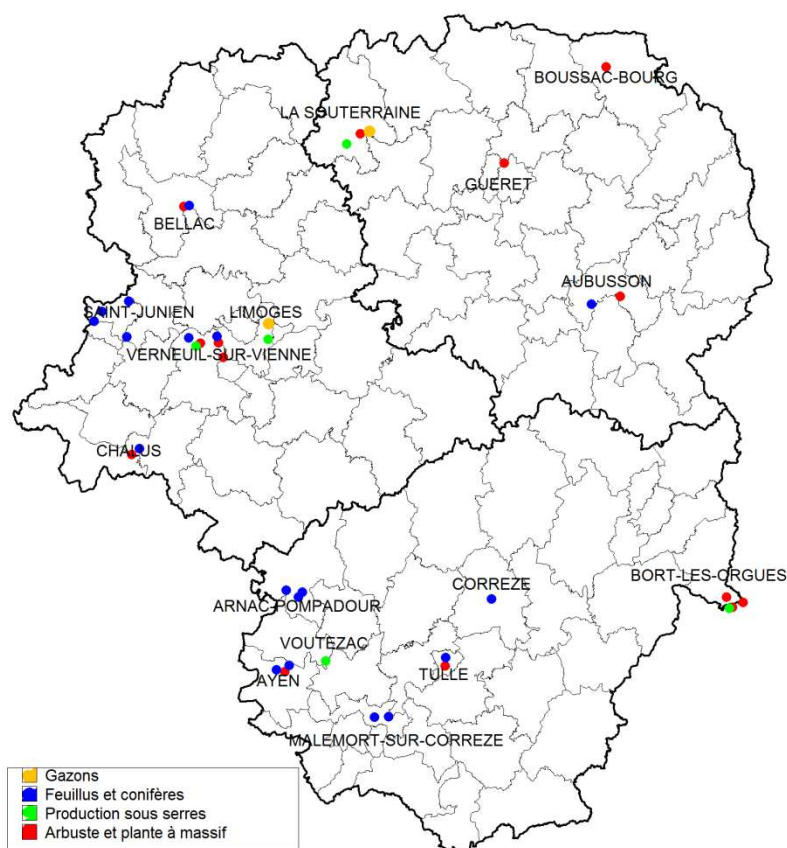 BOUSSAC-BOURG
LA SOUTERRAINE
GUERET
BELLAC
AUBUSSON
SAINT-JUNIEN
LIMOGES
VERNEUIL-SUR-VIENNE
CHALUS
BORT-LES-ORGUES
CORREZE
ARNAC-POMPADOUR
VOUTEZAC
AYEN
TULLE
MALEMORT-SUR-CORREZE
Gazons
Feuillus et conifères
Production sous serres
Arbuste et plante à massif